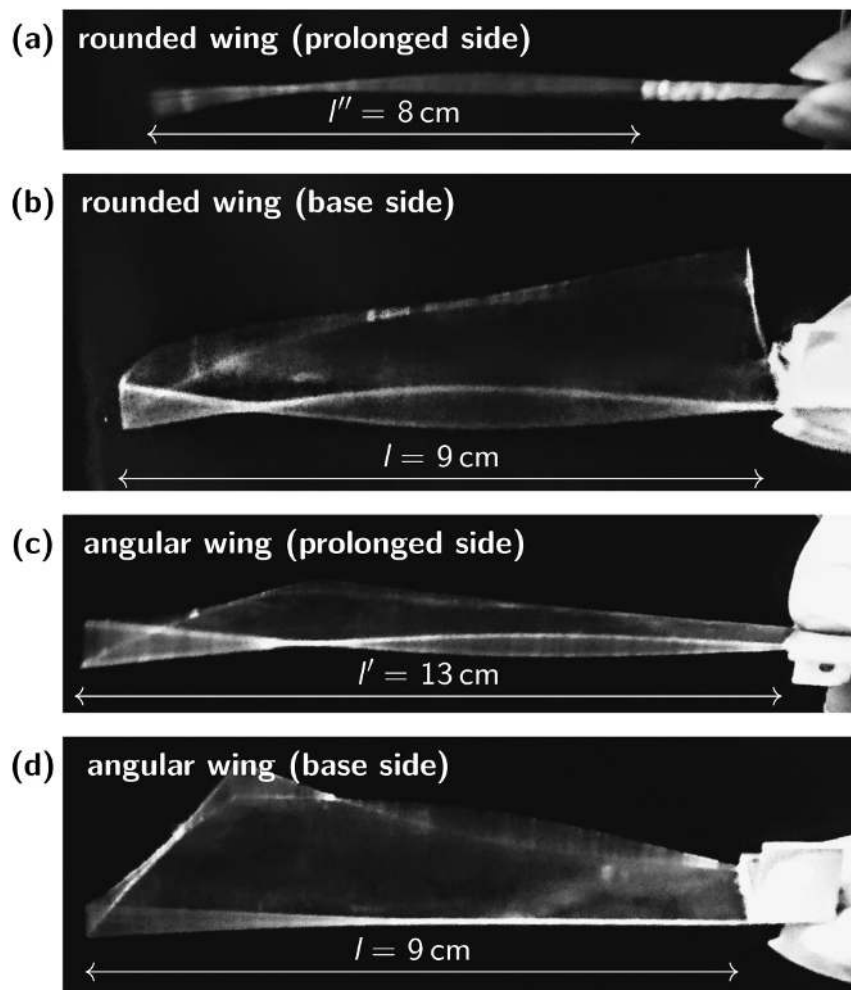 (a) rounded wing (prolonged side)
l″ = 8 cm
(b) rounded wing (base side)
l = 9 cm
(c) angular wing (prolonged side)
l′ = 13 cm
(d) angular wing (base side)
l = 9 cm